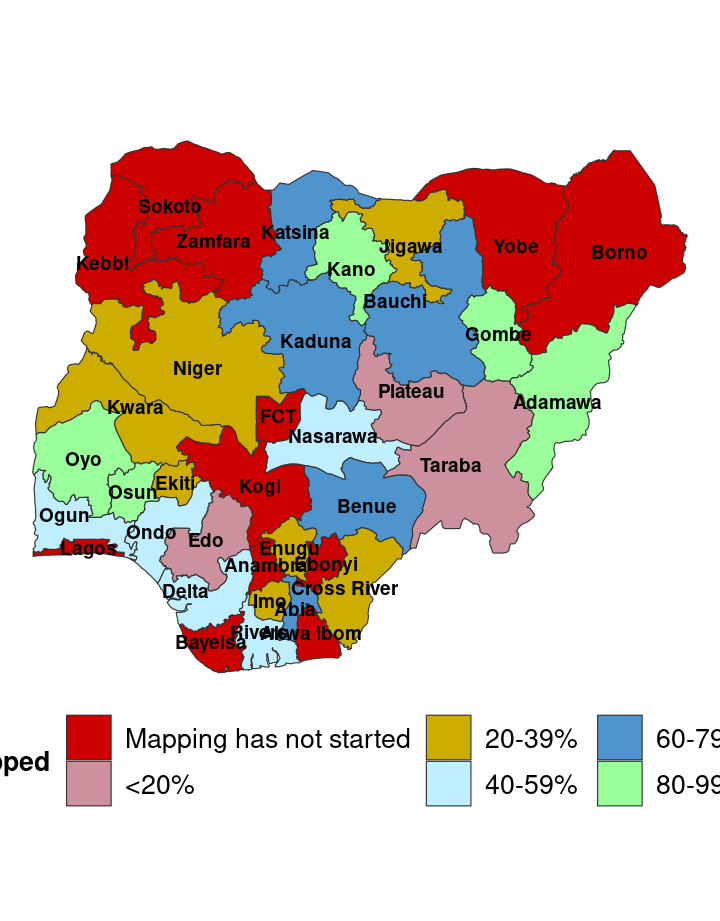 Sokoto
Katsina
Zamfara
Jigawa
Yobe
Borno
Kebbi
Kano
Bauchi
Gombe
Kaduna
Niger
Plateau
Adamawa
Kwara
FCT
Nasarawa
Oyo
Taraba
Ekiti
Osun
Kogi
Benue
Ogun
Ondo
Edo
Lagos
Enugu
Anambra
Ebonyi
Cross River
Delta
Imo
Abia
Rivers
Akwa Ibom
Bayelsa
pped
Mapping has not started
20-39%
60-79
<20%
40-59%
80-99